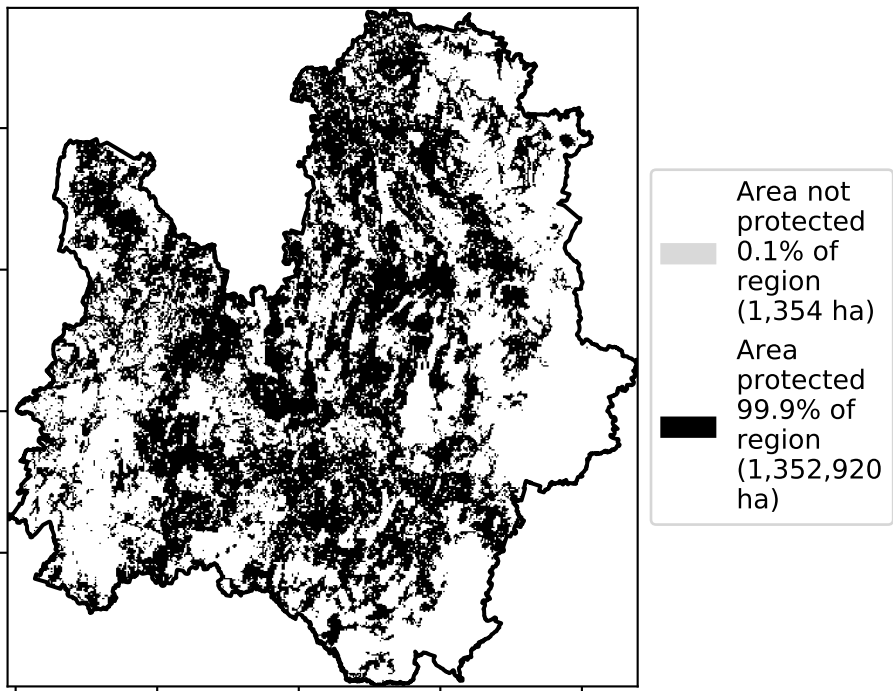 Area not
protected
0.1% of
region
(1,354 ha)
Area
protected
99.9% of
region
(1,352,920
ha)